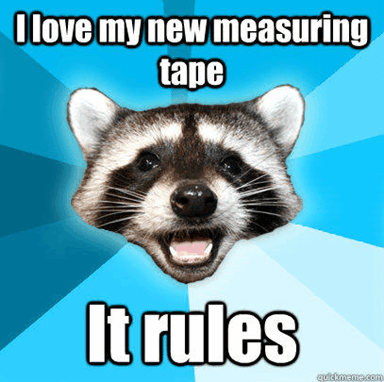 I love my new measuring
tape
It rules
quickmeme.com